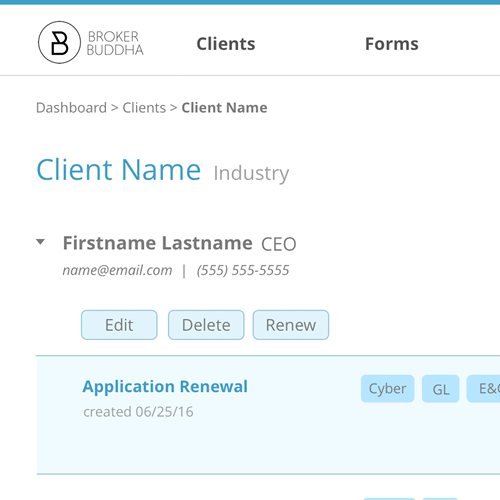 BROKER
BUDDHA
Clients
Forms
Dashboard > Clients > Client Name
Client Name Industry
Firstname Lastname CEO
name@email.com | (555) 555-5555
Edit
Delete
Renew
Application Renewal
created 06/25/16
Cyber
GL